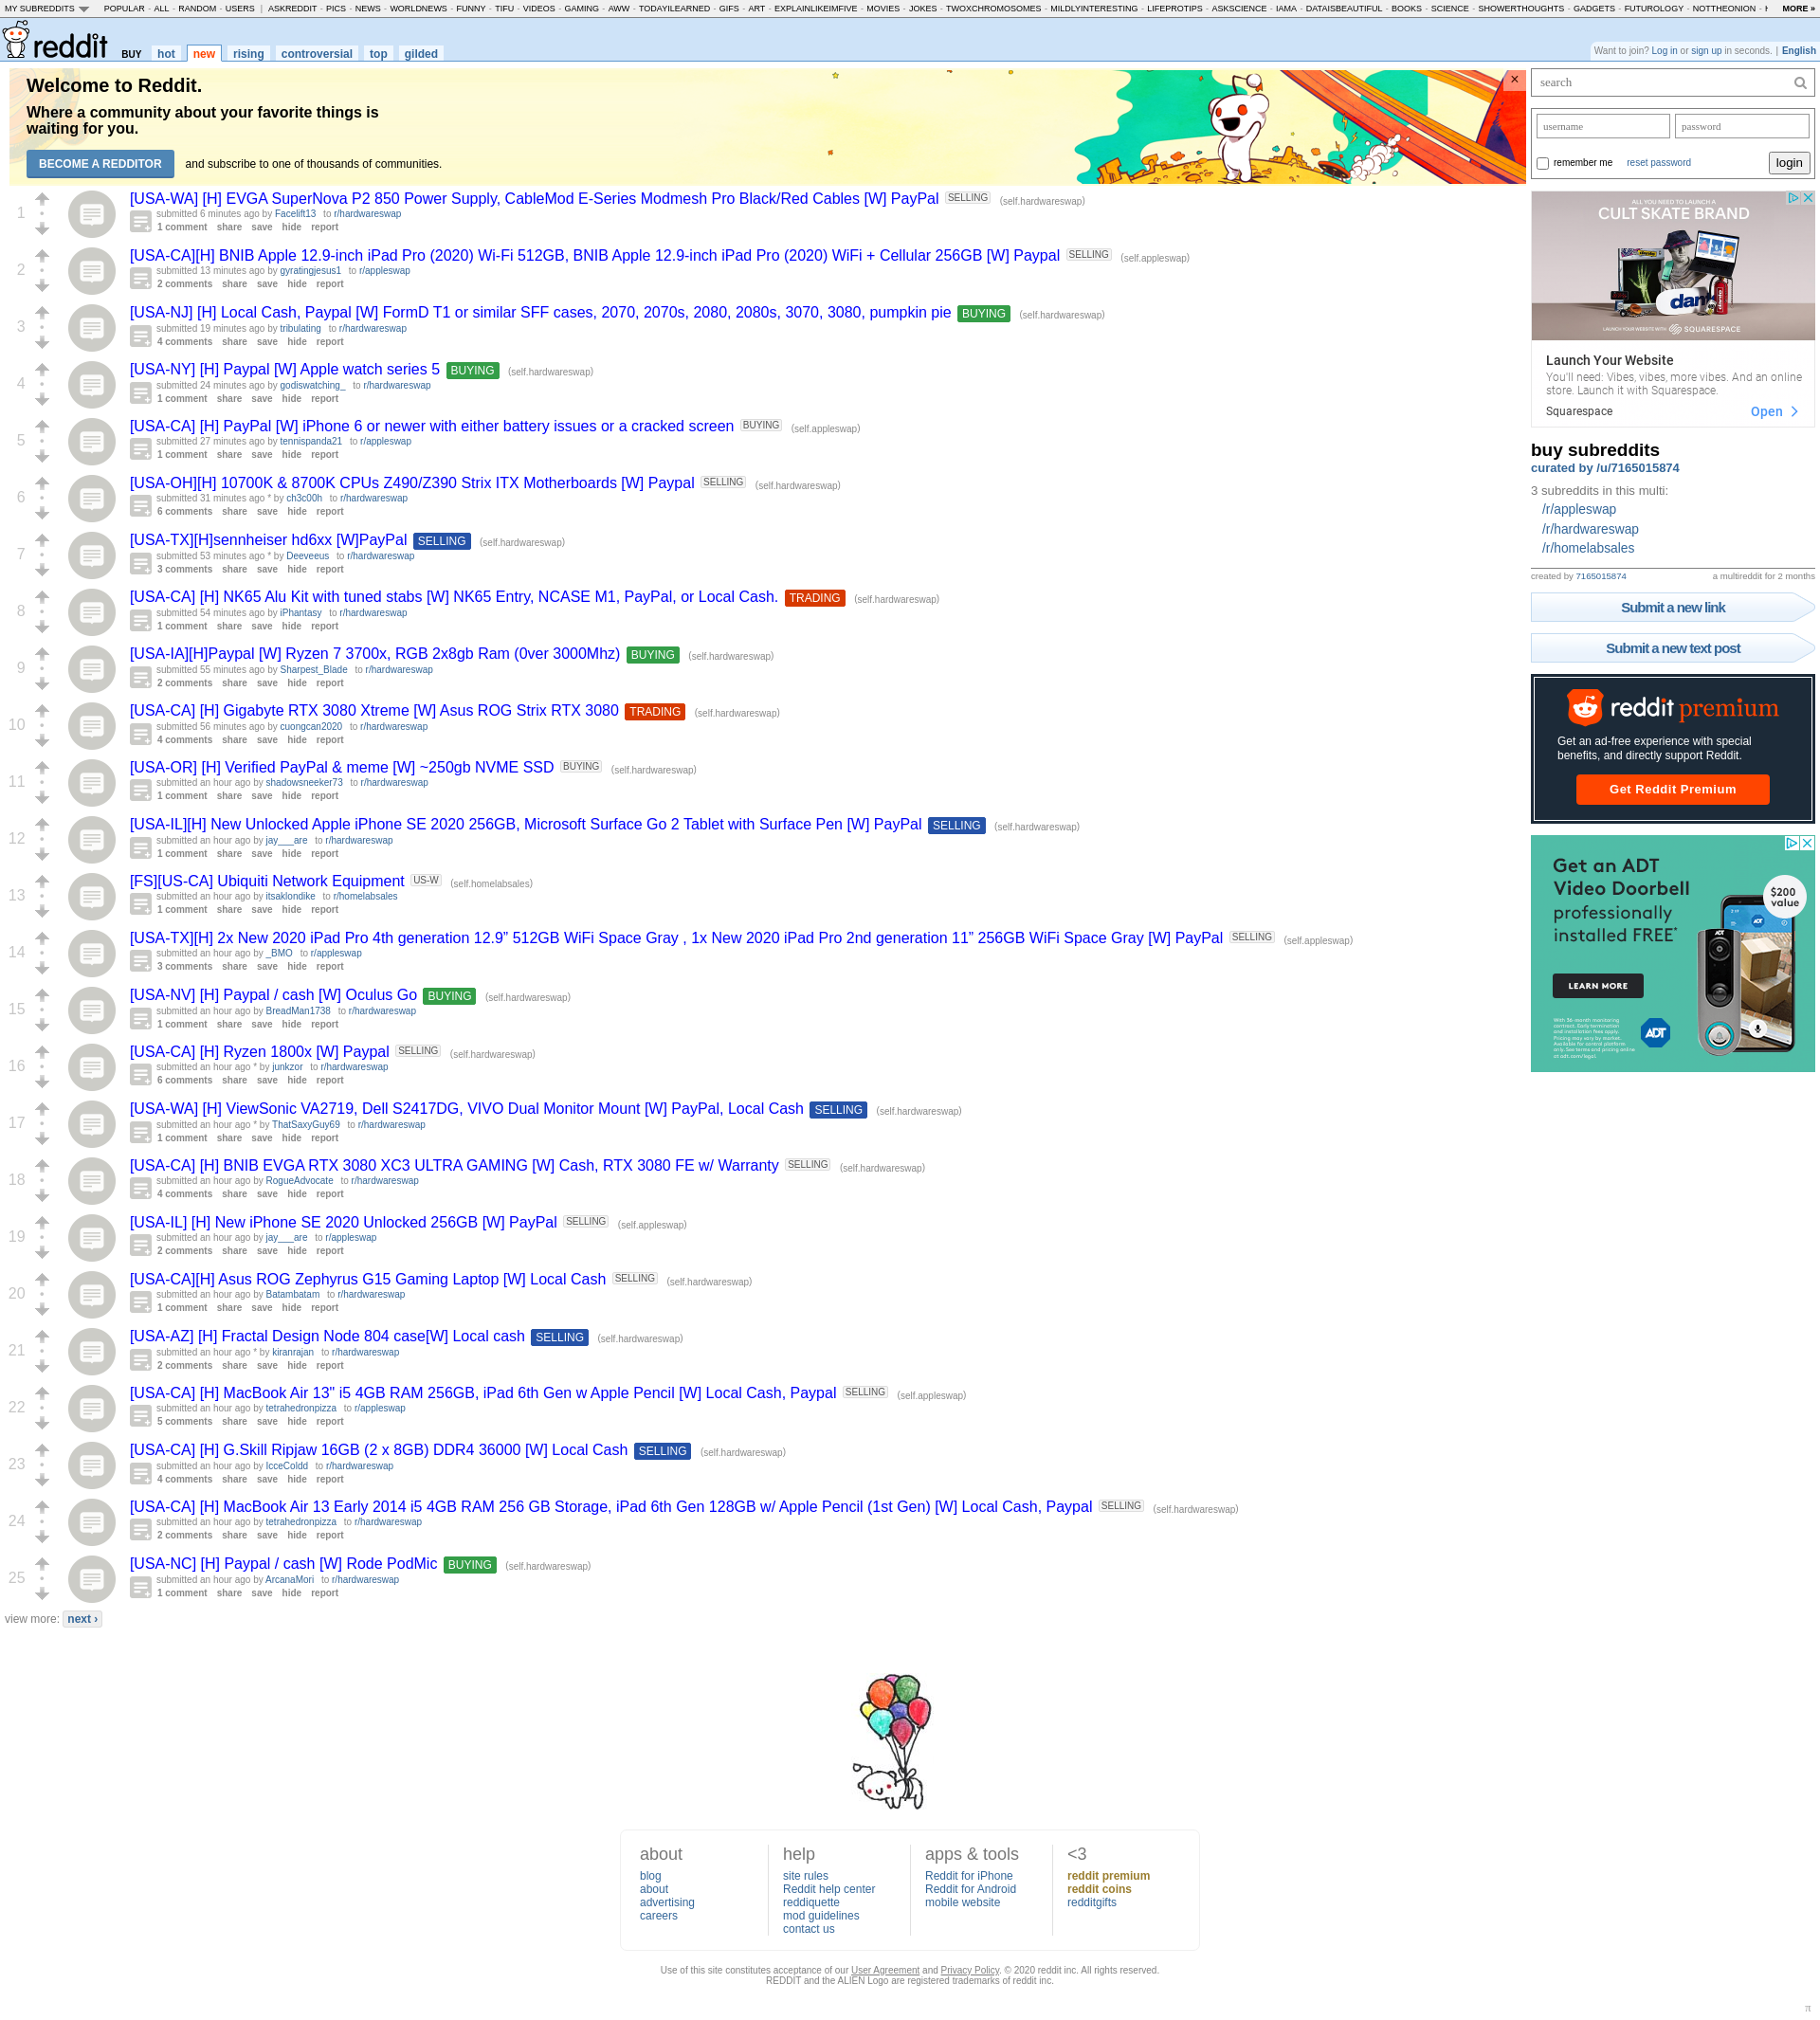 MY SUBREDDITS POPULAR - ALL - RANDOM - USERS | ASKREDDIT - PICS - NEWS - WORLDNEWS - FUNNY - TIFU - VIDEOS - GAMING - AWW - TODAYILEARNED - GIFS - ART - EXPLAINLIKEIMFIVE - MOVIES - JOKES - TWOXCHROMOSOMES - MILDLYINTERESTING - LIFEPROTIPS - ASKSCIENCE - IAMA - DATAISBEAUTIFUL - BOOKS - SCIENCE - SHOWERTHOUGHTS - GADGETS - FUTUROLOGY - NOTTHEONION - MORE »
reddit BUY hot new rising controversial top gilded
Want to join? Log in or sign up in seconds. | English
Welcome to Reddit.
Where a community about your favorite things is
waiting for you.
BECOME A REDDITOR and subscribe to one of thousands of communities.
1
[USA-WA] [H] EVGA SuperNova P2 850 Power Supply, CableMod E-Series Modmesh Pro Black/Red Cables [W] PayPal SELLING (self.hardwareswap)
submitted 6 minutes ago by Facelift13 to r/hardwareswap
1 comment share save hide report
2
[USA-CA][H] BNIB Apple 12.9-inch iPad Pro (2020) Wi-Fi 512GB, BNIB Apple 12.9-inch iPad Pro (2020) WiFi + Cellular 256GB [W] Paypal SELLING (self.appleswap)
submitted 13 minutes ago by gyratingjesus1 to r/appleswap
2 comments share save hide report
3
[USA-NJ] [H] Local Cash, Paypal [W] FormD T1 or similar SFF cases, 2070, 2070s, 2080, 2080s, 3070, 3080, pumpkin pie BUYING (self.hardwareswap)
submitted 19 minutes ago by tribulating to r/hardwareswap
4 comments share save hide report
4
[USA-NY] [H] Paypal [W] Apple watch series 5 BUYING (self.hardwareswap)
submitted 24 minutes ago by godiswatching_ to r/hardwareswap
1 comment share save hide report
5
[USA-CA] [H] PayPal [W] iPhone 6 or newer with either battery issues or a cracked screen BUYING (self.appleswap)
submitted 27 minutes ago by tennispanda21 to r/appleswap
1 comment share save hide report
6
[USA-OH][H] 10700K & 8700K CPUs Z490/Z390 Strix ITX Motherboards [W] Paypal SELLING (self.hardwareswap)
submitted 31 minutes ago * by ch3c00h to r/hardwareswap
6 comments share save hide report
7
[USA-TX][H]sennheiser hd6xx [W]PayPal SELLING (self.hardwareswap)
submitted 53 minutes ago * by Deeveeus to r/hardwareswap
3 comments share save hide report
8
[USA-CA] [H] NK65 Alu Kit with tuned stabs [W] NK65 Entry, NCASE M1, PayPal, or Local Cash. TRADING (self.hardwareswap)
submitted 54 minutes ago by iPhantasy to r/hardwareswap
1 comment share save hide report
9
[USA-IA][H]Paypal [W] Ryzen 7 3700x, RGB 2x8gb Ram (0ver 3000Mhz) BUYING (self.hardwareswap)
submitted 55 minutes ago by Sharpest_Blade to r/hardwareswap
2 comments share save hide report
10
[USA-CA] [H] Gigabyte RTX 3080 Xtreme [W] Asus ROG Strix RTX 3080 TRADING (self.hardwareswap)
submitted 56 minutes ago by cuongcan2020 to r/hardwareswap
4 comments share save hide report
11
[USA-OR] [H] Verified PayPal & meme [W] ~250gb NVME SSD BUYING (self.hardwareswap)
submitted an hour ago by shadowsneeker73 to r/hardwareswap
1 comment share save hide report
12
[USA-IL][H] New Unlocked Apple iPhone SE 2020 256GB, Microsoft Surface Go 2 Tablet with Surface Pen [W] PayPal SELLING (self.hardwareswap)
submitted an hour ago by jay___are to r/hardwareswap
1 comment share save hide report
13
[FS][US-CA] Ubiquiti Network Equipment US-W (self.homelabsales)
submitted an hour ago by itsaklondike to r/homelabsales
1 comment share save hide report
14
[USA-TX][H] 2x New 2020 iPad Pro 4th generation 12.9” 512GB WiFi Space Gray , 1x New 2020 iPad Pro 2nd generation 11” 256GB WiFi Space Gray [W] PayPal SELLING (self.appleswap)
submitted an hour ago by _BMO to r/appleswap
3 comments share save hide report
15
[USA-NV] [H] Paypal / cash [W] Oculus Go BUYING (self.hardwareswap)
submitted an hour ago by BreadMan1738 to r/hardwareswap
1 comment share save hide report
16
[USA-CA] [H] Ryzen 1800x [W] Paypal SELLING (self.hardwareswap)
submitted an hour ago * by junkzor to r/hardwareswap
6 comments share save hide report
17
[USA-WA] [H] ViewSonic VA2719, Dell S2417DG, VIVO Dual Monitor Mount [W] PayPal, Local Cash SELLING (self.hardwareswap)
submitted an hour ago * by ThatSaxyGuy69 to r/hardwareswap
1 comment share save hide report
18
[USA-CA] [H] BNIB EVGA RTX 3080 XC3 ULTRA GAMING [W] Cash, RTX 3080 FE w/ Warranty SELLING (self.hardwareswap)
submitted an hour ago by RogueAdvocate to r/hardwareswap
4 comments share save hide report
19
[USA-IL] [H] New iPhone SE 2020 Unlocked 256GB [W] PayPal SELLING (self.appleswap)
submitted an hour ago by jay___are to r/appleswap
2 comments share save hide report
20
[USA-CA][H] Asus ROG Zephyrus G15 Gaming Laptop [W] Local Cash SELLING (self.hardwareswap)
submitted an hour ago by Batambatam to r/hardwareswap
1 comment share save hide report
21
[USA-AZ] [H] Fractal Design Node 804 case[W] Local cash SELLING (self.hardwareswap)
submitted an hour ago * by kiranrajan to r/hardwareswap
2 comments share save hide report
22
[USA-CA] [H] MacBook Air 13" i5 4GB RAM 256GB, iPad 6th Gen w Apple Pencil [W] Local Cash, Paypal SELLING (self.appleswap)
submitted an hour ago by tetrahedronpizza to r/appleswap
5 comments share save hide report
23
[USA-CA] [H] G.Skill Ripjaw 16GB (2 x 8GB) DDR4 36000 [W] Local Cash SELLING (self.hardwareswap)
submitted an hour ago by IcceColdd to r/hardwareswap
4 comments share save hide report
24
[USA-CA] [H] MacBook Air 13 Early 2014 i5 4GB RAM 256 GB Storage, iPad 6th Gen 128GB w/ Apple Pencil (1st Gen) [W] Local Cash, Paypal SELLING (self.hardwareswap)
submitted an hour ago by tetrahedronpizza to r/hardwareswap
2 comments share save hide report
25
[USA-NC] [H] Paypal / cash [W] Rode PodMic BUYING (self.hardwareswap)
submitted an hour ago by ArcanaMori to r/hardwareswap
1 comment share save hide report
view more: next ›
search
username password
remember me reset password login
ALL YOU NEED TO LAUNCH A
CULT SKATE BRAND
dam
LAUNCH YOUR WEBSITE WITH SQUARESPACE
Launch Your Website
You'll need: Vibes, vibes, more vibes. And an online
store. Launch it with Squarespace.
Squarespace Open
buy subreddits
curated by /u/7165015874
3 subreddits in this multi:
/r/appleswap
/r/hardwareswap
/r/homelabsales
created by 7165015874 a multireddit for 2 months
Submit a new link
Submit a new text post
reddit premium
Get an ad-free experience with special
benefits, and directly support Reddit.
Get Reddit Premium
Get an ADT
Video Doorbell
professionally
installed FREE*
$200
value
LEARN MORE
With 36-month monitoring
contract. Early termination
and installation fees apply.
Pricing may vary by market.
Available for control platform
only. See terms and pricing online
at adt.com/legal.
ADT
about
blog
about
advertising
careers
help
site rules
Reddit help center
reddiquette
mod guidelines
contact us
apps & tools
Reddit for iPhone
Reddit for Android
mobile website
<3
reddit premium
reddit coins
redditgifts
Use of this site constitutes acceptance of our User Agreement and Privacy Policy. © 2020 reddit inc. All rights reserved.
REDDIT and the ALIEN Logo are registered trademarks of reddit inc.
π